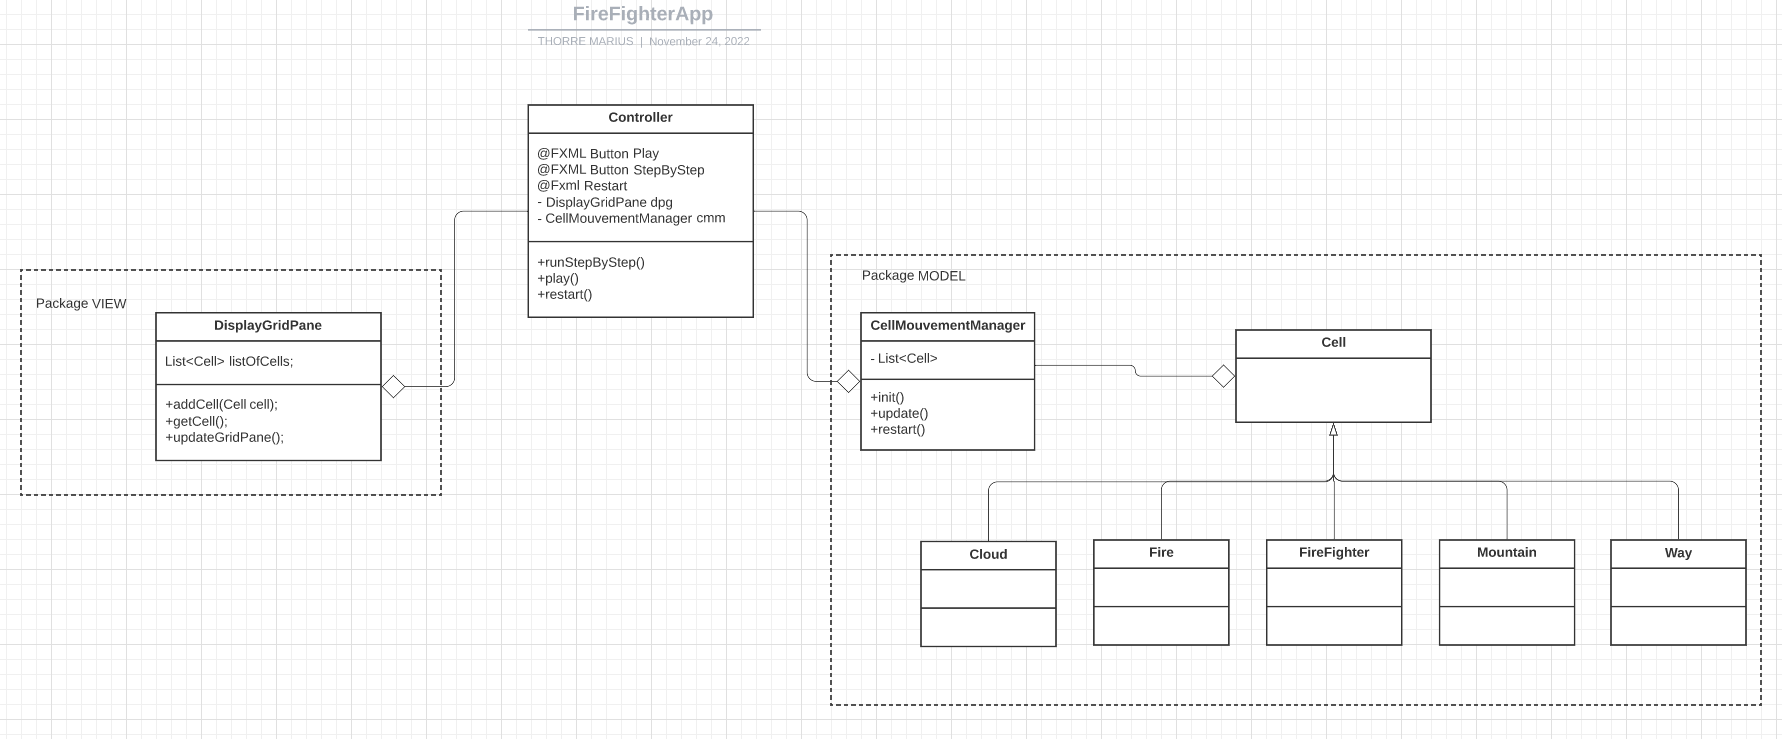 FireFighterApp
THORRE MARIUS | November 24, 2022
Controller
@FXML Button Play
@FXML Button StepByStep
@Fxml Restart
- DisplayGridPane dpg
- CellMouvementManager cmm
+runStepByStep()
+play()
+restart()
Package VIEW
DisplayGridPane
List<Cell> listOfCells;
+addCell(Cell cell);
+getCell();
+updateGridPane();
Package MODEL
CellMouvementManager
- List<Cell>
+init()
+update()
+restart()
Cell
Cloud
Fire
FireFighter
Mountain
Way